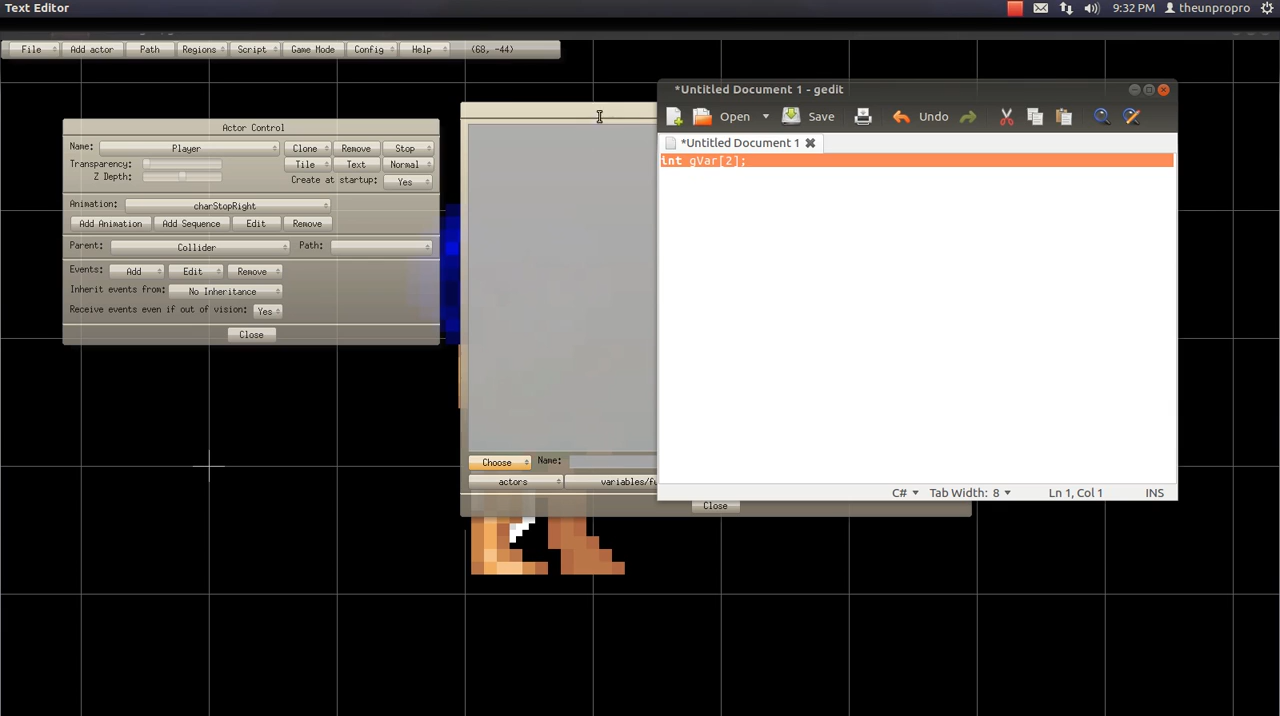 Text Editor
9:32 PM theunpropro
File Add actor Path Regions Script Game Mode Config Help (68, -44)
Actor Control
Name: Player Clone Remove Stop
Transparency: Tile Text Normal
Z Depth: Create at startup: Yes
Animation: charStopRight
Add Animation Add Sequence Edit Remove
Parent: Collider Path:
Events: Add Edit Remove
Inherit events from: No Inheritance
Receive events even if out of vision: Yes
Close
Choose Name:
actors variables/fu
Close
*Untitled Document 1 - gedit
Open Save Undo
*Untitled Document 1
int gVar[2];
C# Tab Width: 8 Ln 1, Col 1 INS